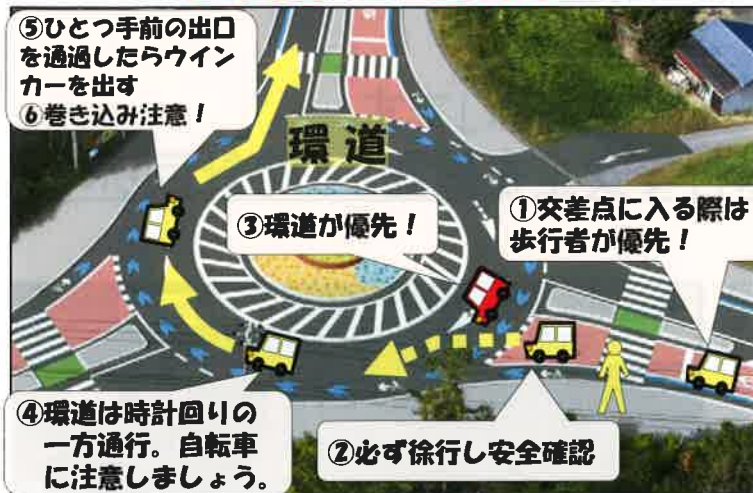 ⑤ひとつ手前の出口
を通過したらウイン
カーを出す
⑥巻き込み注意！
環道
③環道が優先！
①交差点に入る際は
歩行者が優先！
④環道は時計回りの
一方通行。自転車
に注意しましょう。
②必ず徐行し安全確認